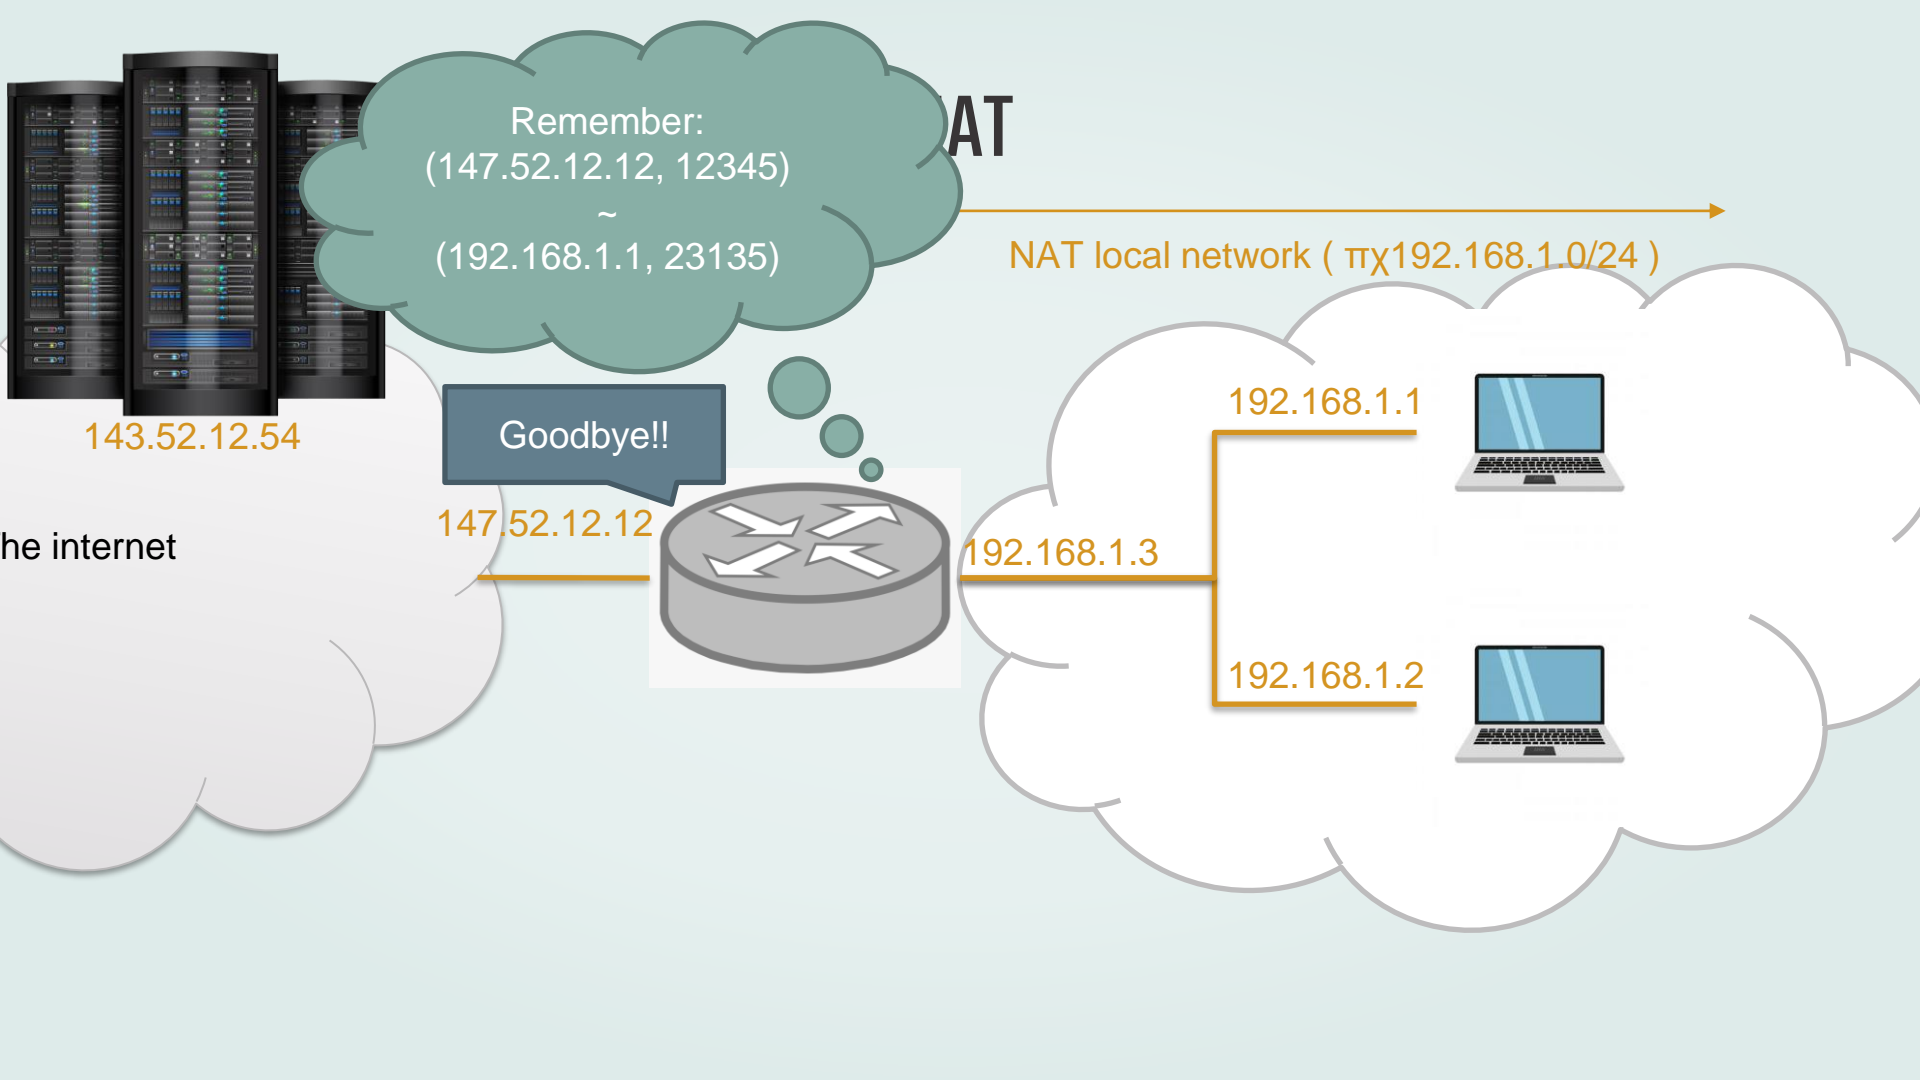 AT
Remember:
(147.52.12.12, 12345)
~
(192.168.1.1, 23135)
NAT local network ( πχ192.168.1.0/24 )
192.168.1.1
143.52.12.54
Goodbye!!
147.52.12.12
he internet
192.168.1.3
192.168.1.2